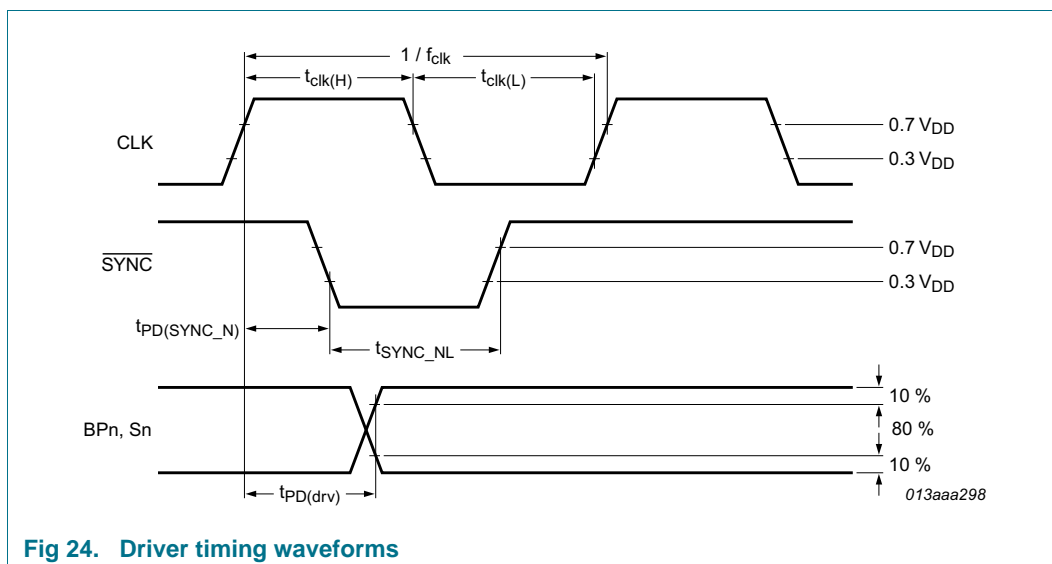 1 / fclk
tclk(H)
tclk(L)
CLK
0.7 VDD
0.3 VDD
SYNC
0.7 VDD
0.3 VDD
tPD(SYNC_N)
tSYNC_NL
BPn, Sn
10 %
80 %
10 %
tPD(drv)
013aaa298
Fig 24. Driver timing waveforms